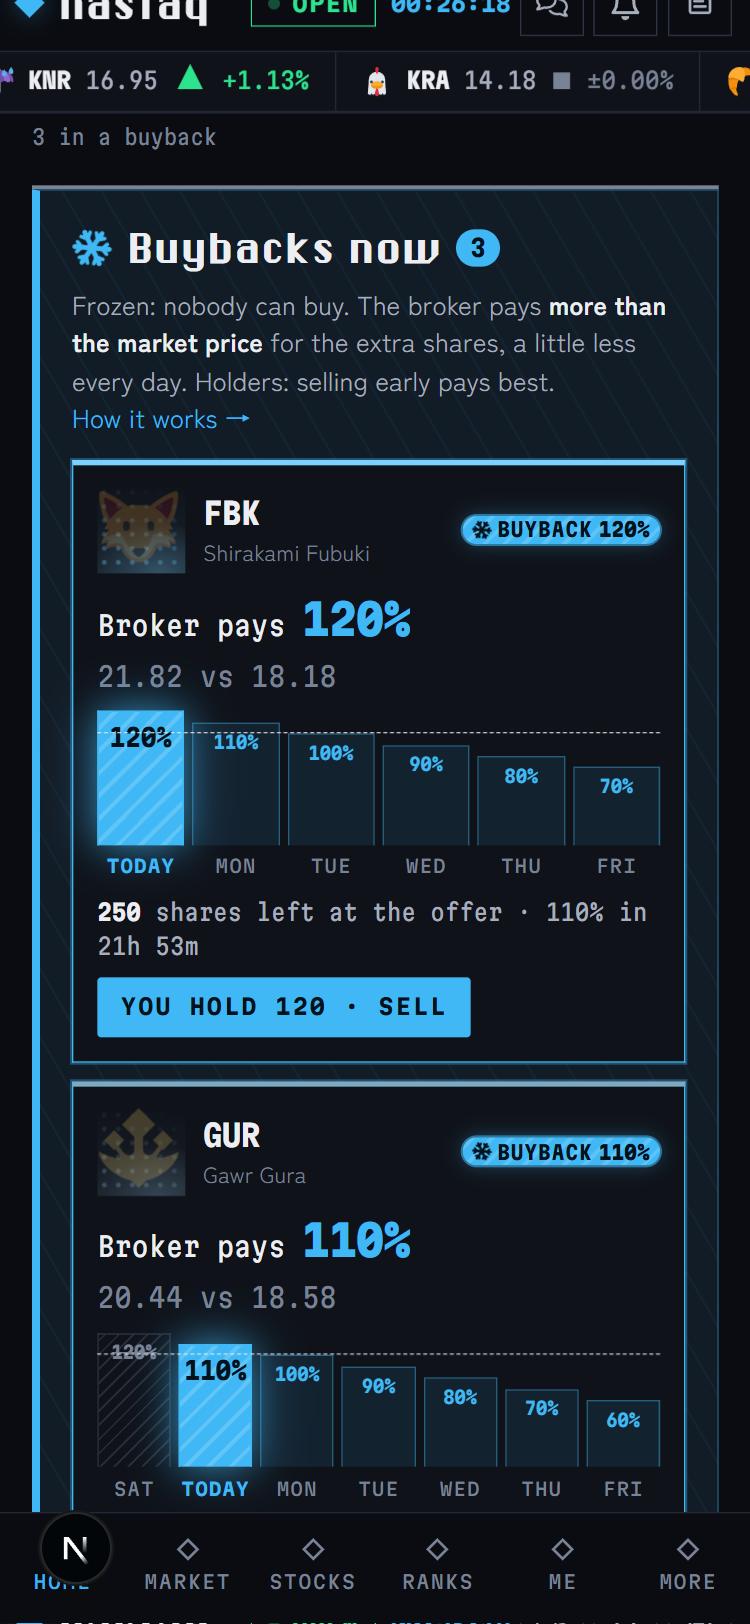 nasfaq OPEN 00:26:18
KNR 16.95 ▲ +1.13% KRA 14.18 ■ ±0.00%
3 in a buyback
Buybacks now 3
Frozen: nobody can buy. The broker pays more than
the market price for the extra shares, a little less
every day. Holders: selling early pays best.
How it works →
FBK
Shirakami Fubuki
BUYBACK 120%
Broker pays 120%
21.82 vs 18.18
120% 110% 100% 90% 80% 70%
TODAY MON TUE WED THU FRI
250 shares left at the offer · 110% in
21h 53m
YOU HOLD 120 · SELL
GUR
Gawr Gura
BUYBACK 110%
Broker pays 110%
20.44 vs 18.58
120% 110% 100% 90% 80% 70% 60%
SAT TODAY MON TUE WED THU FRI
N
HOME MARKET STOCKS RANKS ME MORE